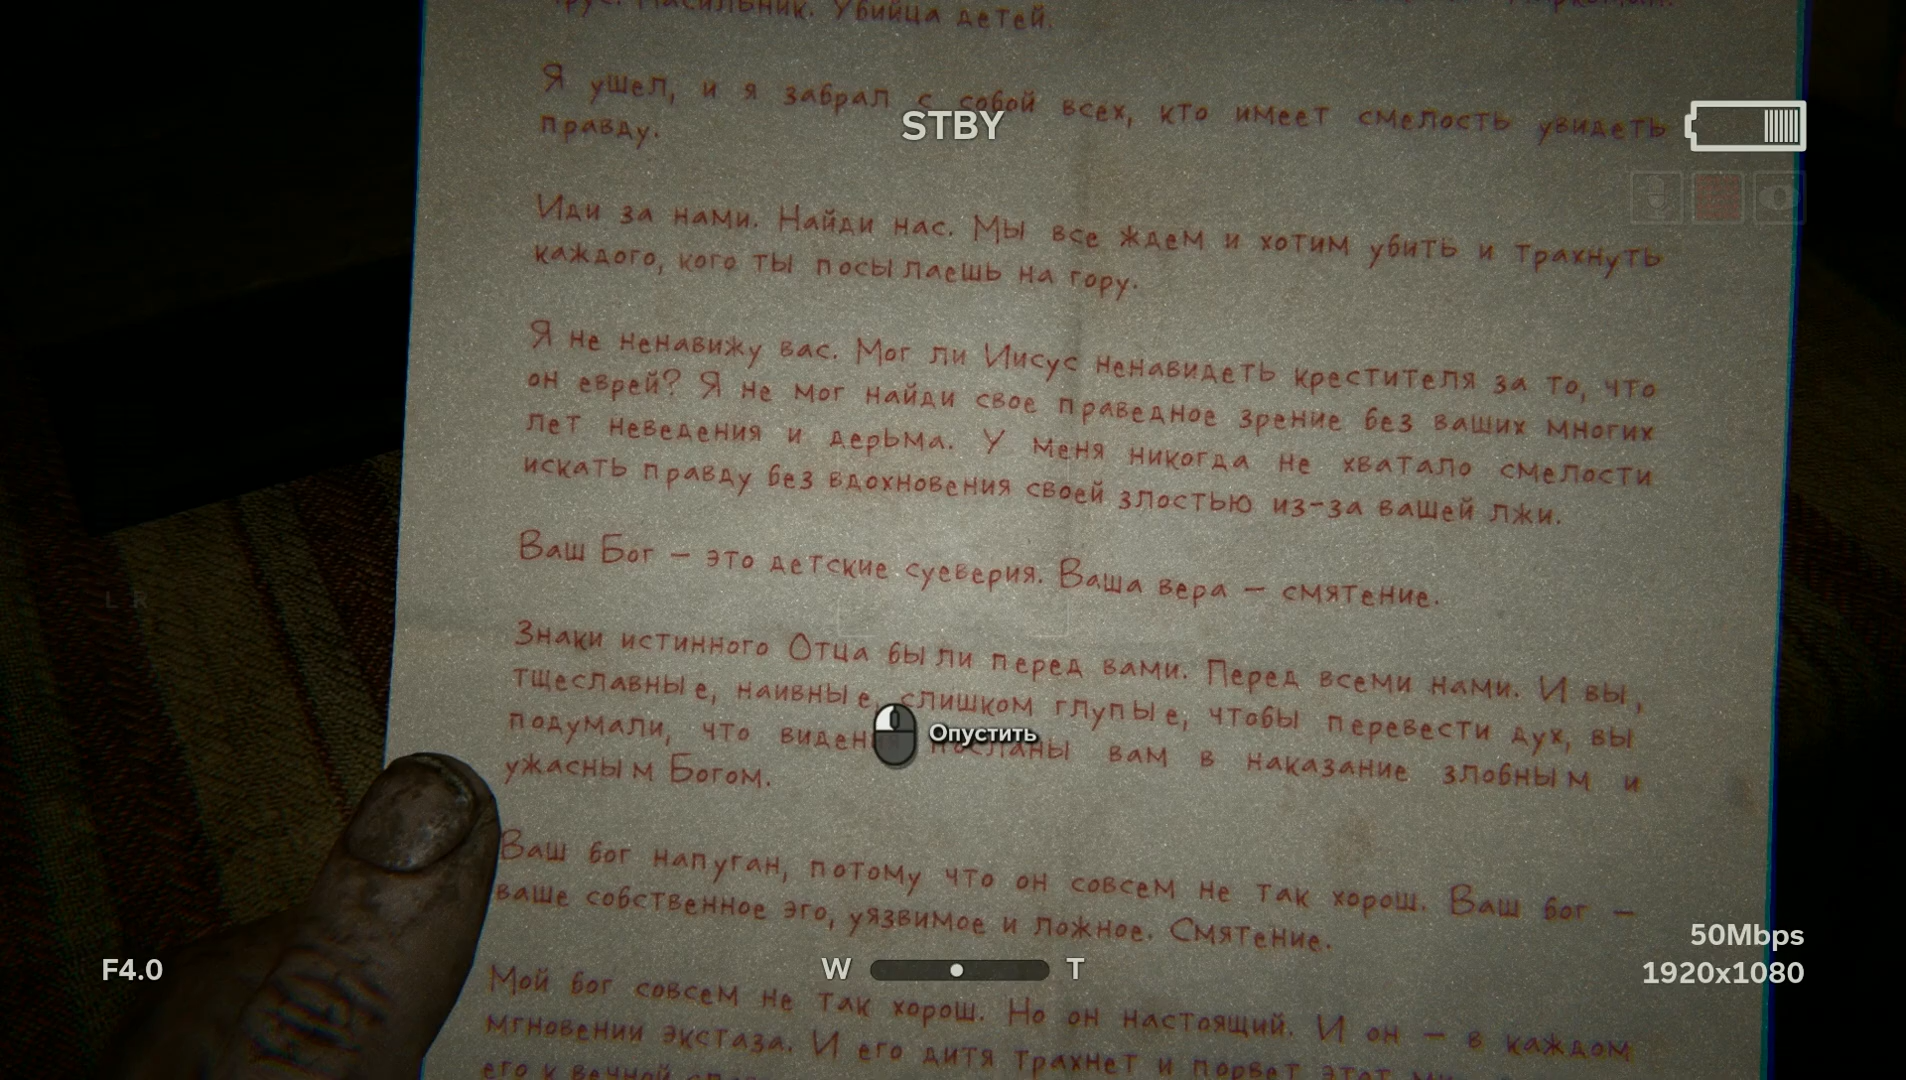 Трус. Насильник. Убийца детей.
Я ушел, и я забрал с собой всех, кто имеет смелость увидеть
правду.
STBY
Иди за нами. Найди нас. Мы все ждем и хотим убить и трахнуть
каждого, кого ты посылаешь на гору.
Я не ненавижу вас. Мог ли Иисус ненавидеть крестителя за то, что
он еврей? Я не мог найди свое праведное зрение без ваших многих
лет неведения и дерьма. У меня никогда не хватало смелости
искать правду без вдохновения своей злостью из-за вашей лжи.
Ваш Бог – это детские суеверия. Ваша вера – смятение.
L R
Знаки истинного Отца были перед вами. Перед всеми нами. И вы,
тщеславные, наивные, слишком глупые, чтобы перевести дух, вы
подумали, что посланы вам в наказание злобным и
ужасным Богом.
Опустить
Ваш бог напуган, потому что он совсем не так хорош. Ваш бог –
ваше собственное эго, уязвимое и ложное. Смятение.
Мой бог совсем не так хорош. Но он настоящий. И он – в каждом
мгновении экстаза. И его дитя трахнет и порвет этот
его к вечной
F4.0
W T
50Mbps
1920x1080